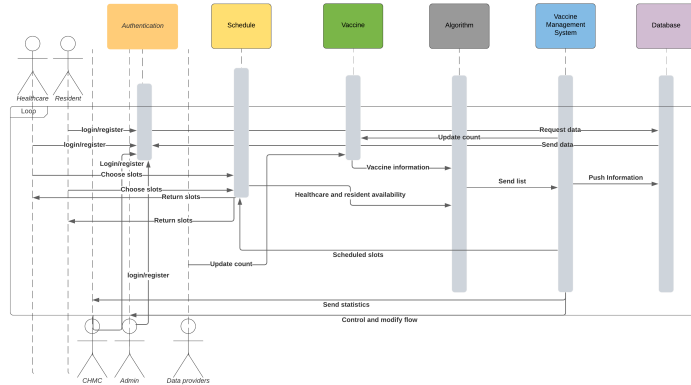 Authentication
Schedule
Vaccine
Algorithm
Vaccine
Management
System
Database
Healthcare
Resident
Loop
login/register
Request data
Update count
login/register
Send data
Login/register
Vaccine information
Choose slots
Send list
Push Information
Choose slots
Return slots
Healthcare and resident availability
Return slots
Scheduled slots
Update count
login/register
Send statistics
Control and modify flow
CHMC
Admin
Data providers